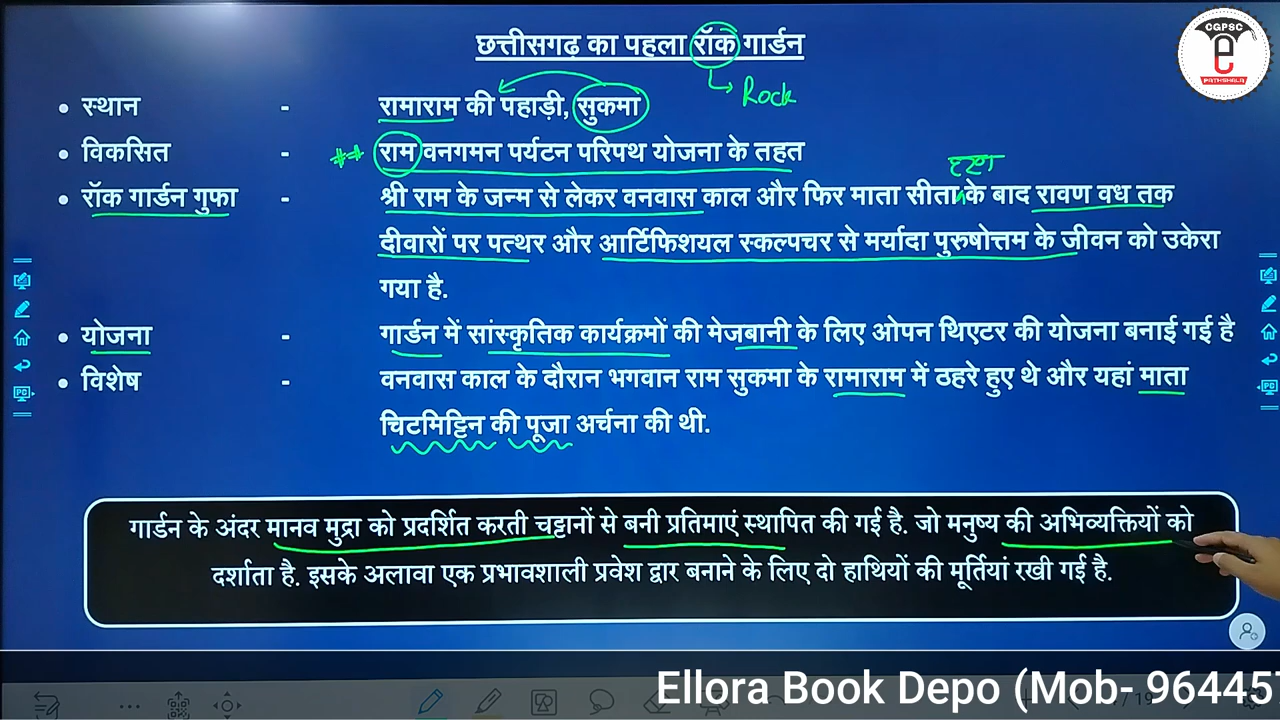 छत्तीसगढ़ का पहला रॉक गार्डन
CGPSC
e
PATHSHALA
Rock
• स्थान - रामाराम की पहाड़ी, सुकमा
• विकसित - ** राम वनगमन पर्यटन परिपथ योजना के तहत
हरण
• रॉक गार्डन गुफा - श्री राम के जन्म से लेकर वनवास काल और फिर माता सीता के बाद रावण वध तक
दीवारों पर पत्थर और आर्टिफिशयल स्कल्पचर से मर्यादा पुरुषोत्तम के जीवन को उकेरा
गया है.
• योजना - गार्डन में सांस्कृतिक कार्यक्रमों की मेजबानी के लिए ओपन थिएटर की योजना बनाई गई है
• विशेष - वनवास काल के दौरान भगवान राम सुकमा के रामाराम में ठहरे हुए थे और यहां माता
चिटमिट्टिन की पूजा अर्चना की थी.
गार्डन के अंदर मानव मुद्रा को प्रदर्शित करती चट्टानों से बनी प्रतिमाएं स्थापित की गई है. जो मनुष्य की अभिव्यक्तियों को
दर्शाता है. इसके अलावा एक प्रभावशाली प्रवेश द्वार बनाने के लिए दो हाथियों की मूर्तियां रखी गई है.
Ellora Book Depo (Mob- 964457